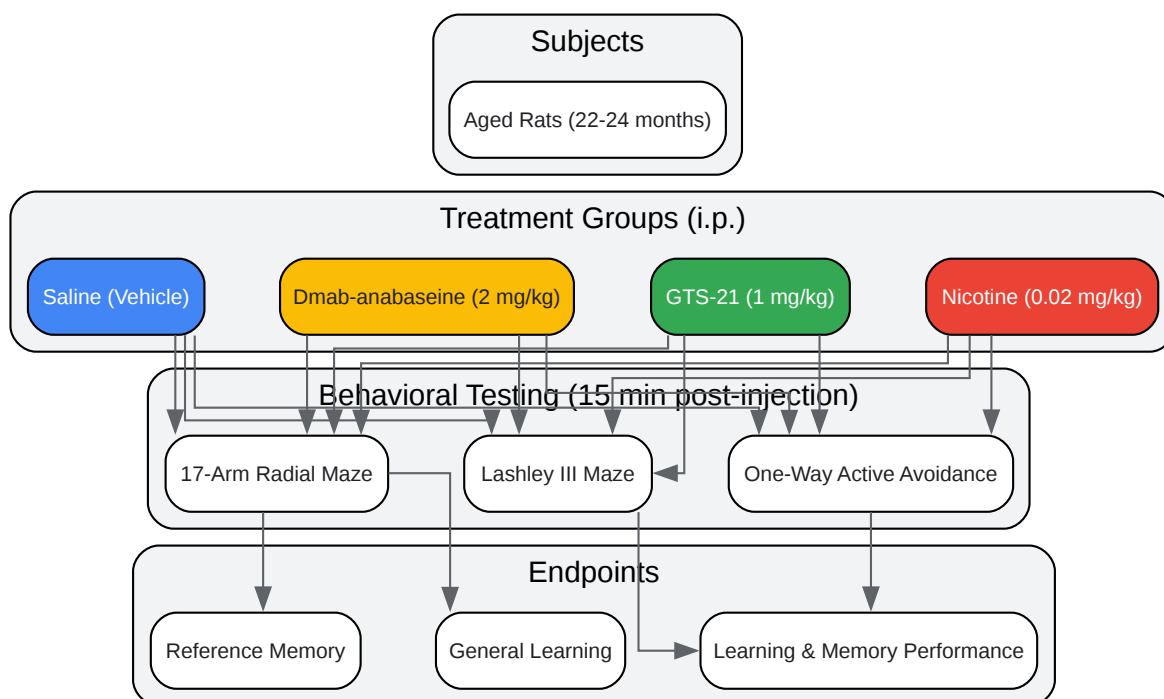 Subjects
Aged Rats (22-24 months)
Treatment Groups (i.p.)
Saline (Vehicle)
Dmab-anabaseine (2 mg/kg)
GTS-21 (1 mg/kg)
Nicotine (0.02 mg/kg)
Behavioral Testing (15 min post-injection)
17-Arm Radial Maze
Lashley III Maze
One-Way Active Avoidance
Endpoints
Reference Memory
General Learning
Learning & Memory Performance